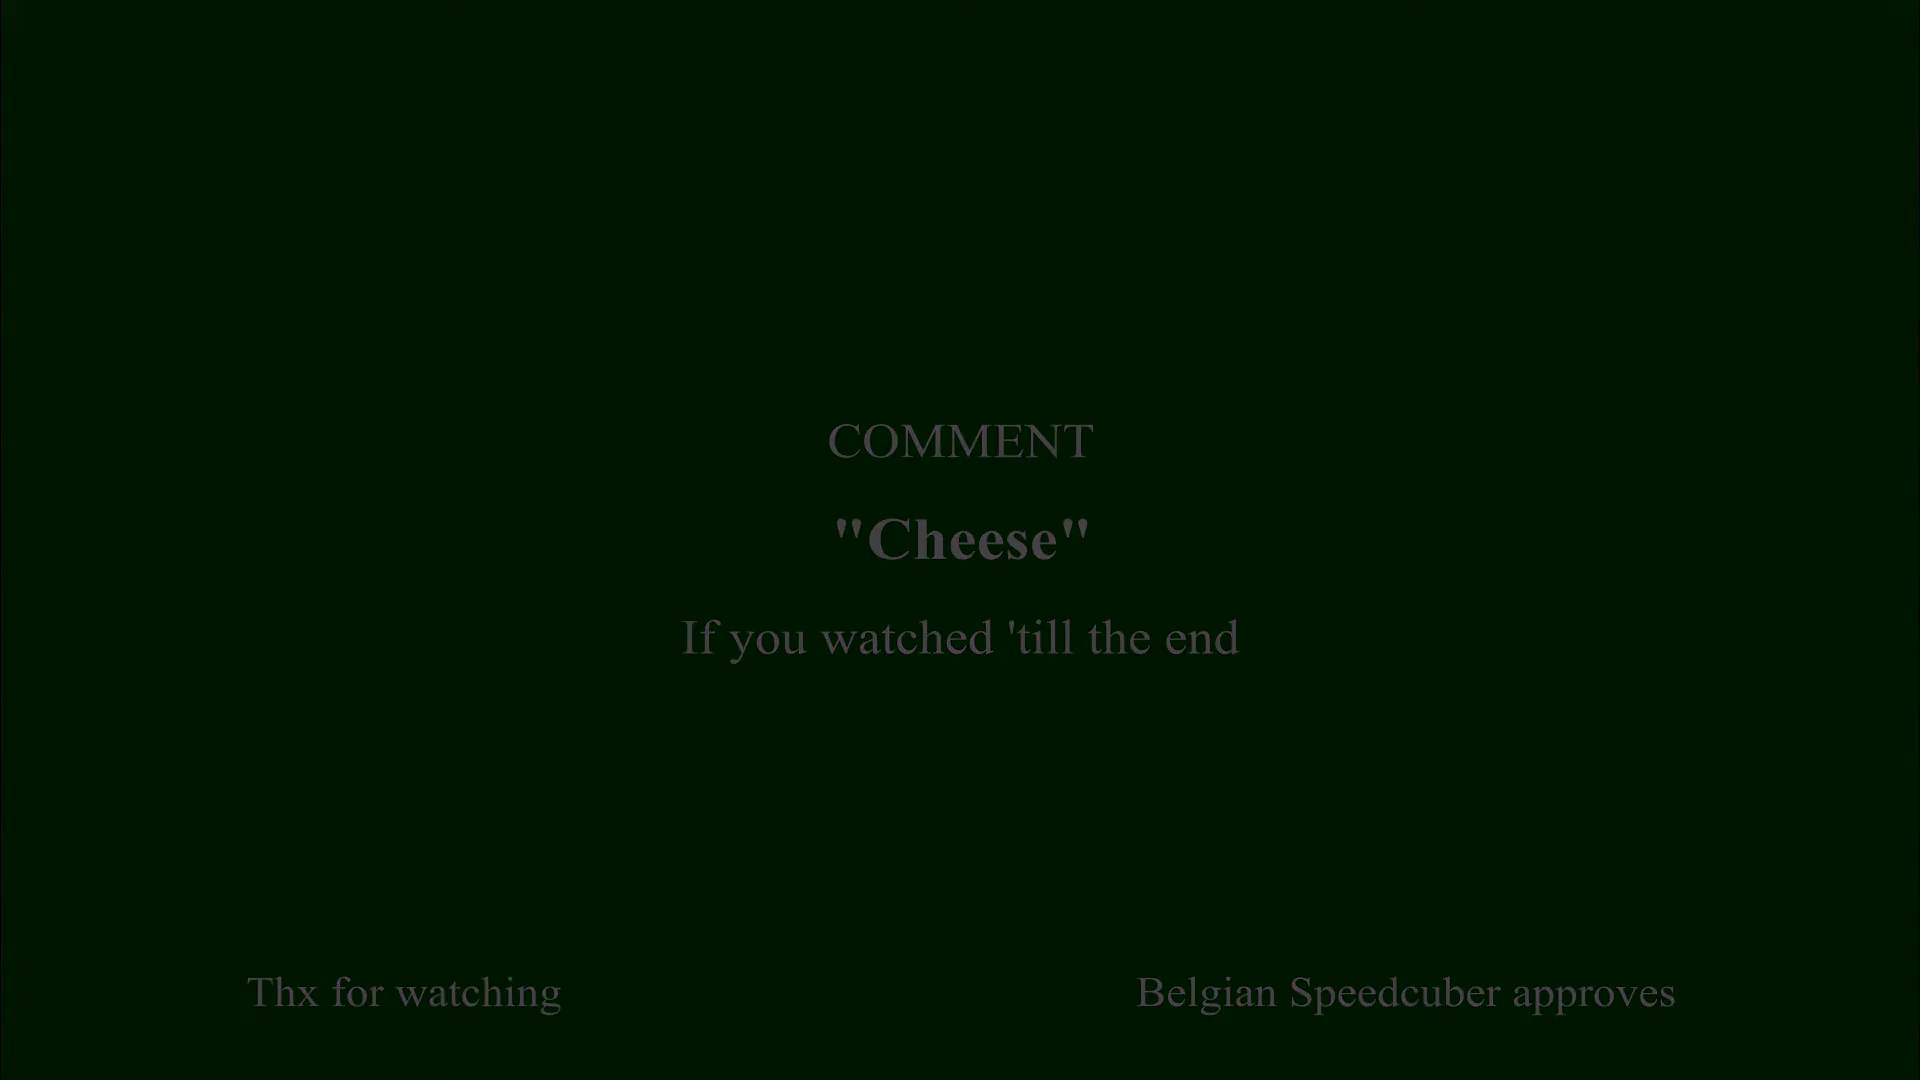 COMMENT
"Cheese"
If you watched 'till the end
Thx for watching
Belgian Speedcuber approves